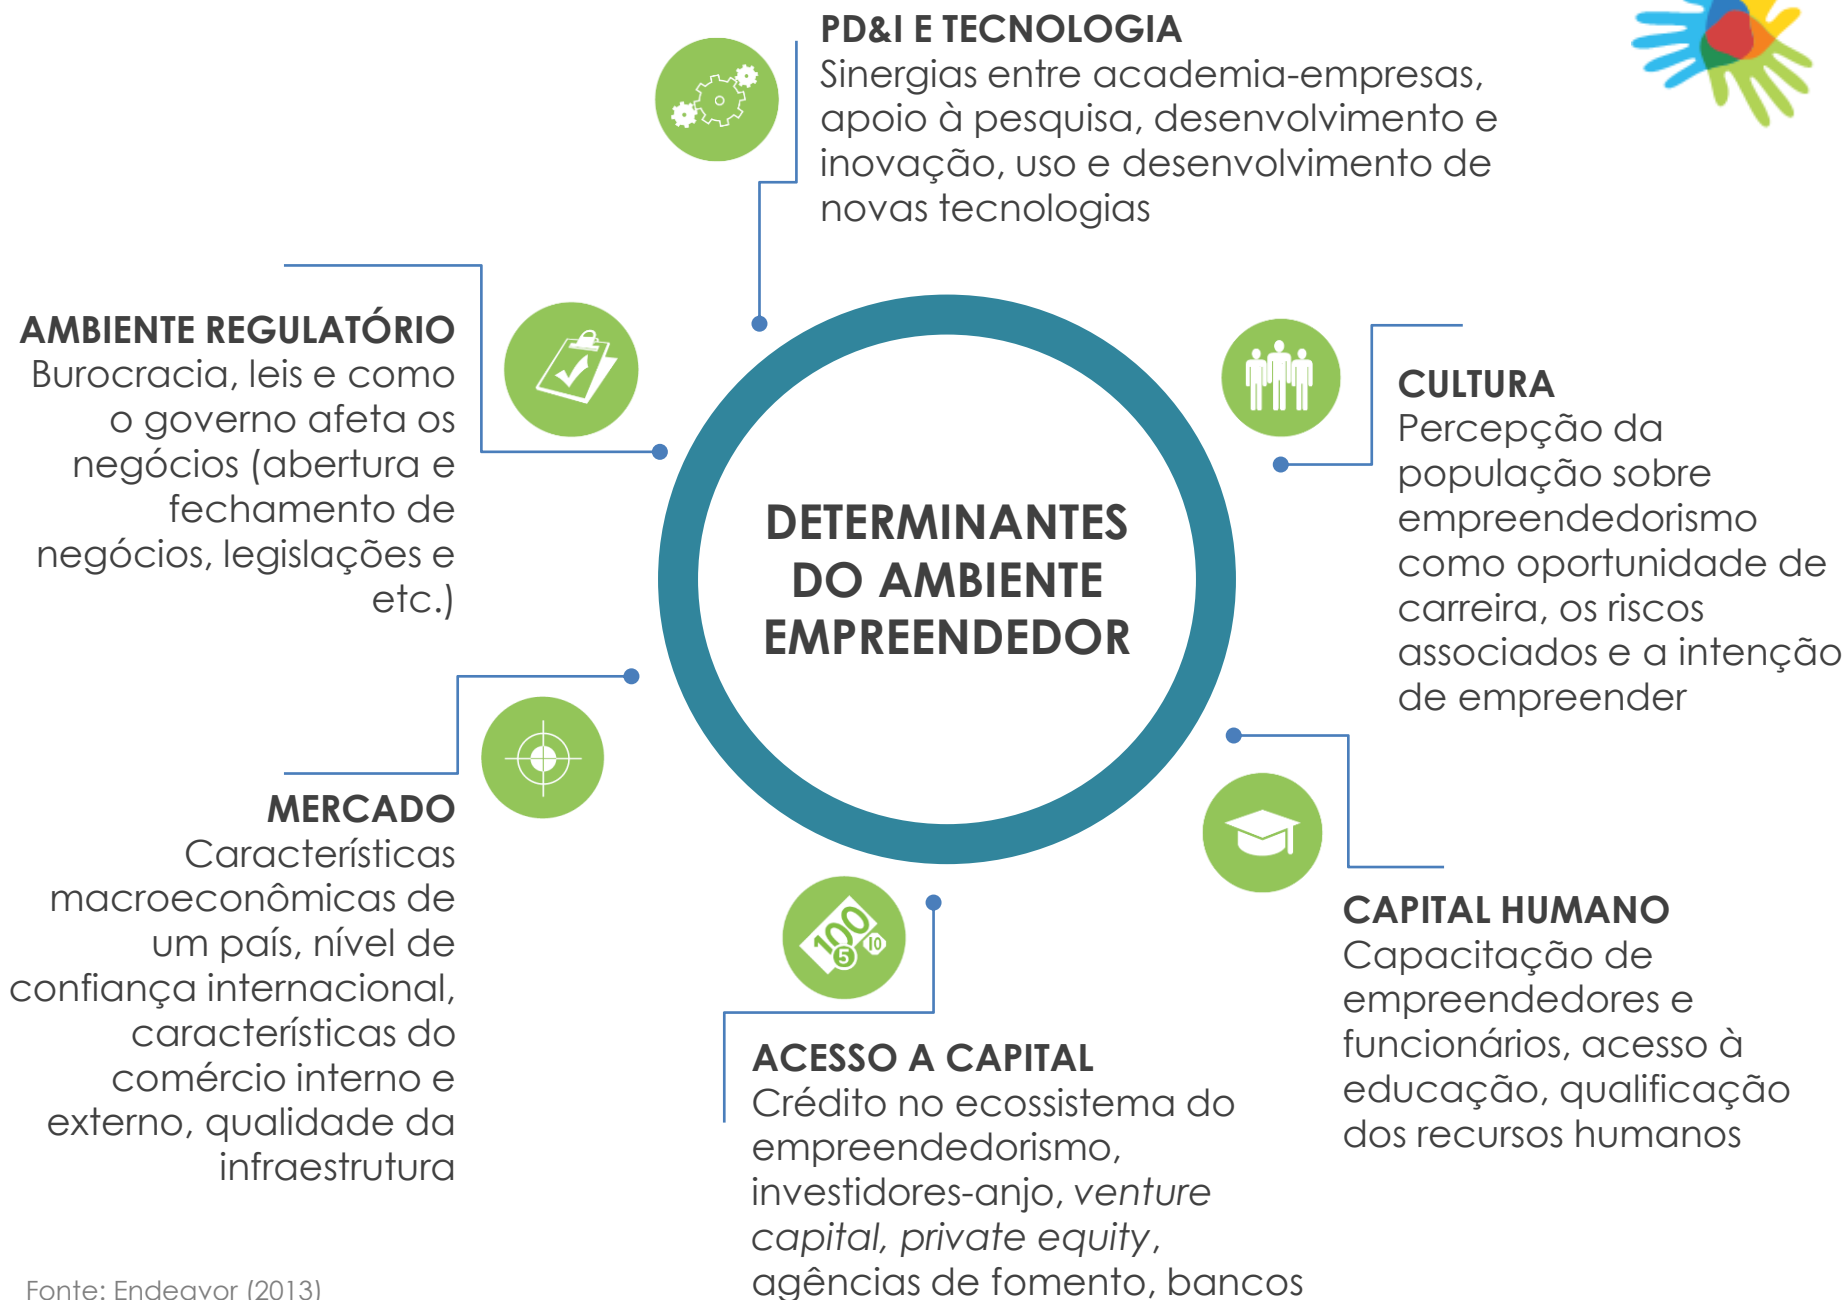 PD&I E TECNOLOGIA
Sinergias entre academia-empresas,
apoio à pesquisa, desenvolvimento e
inovação, uso e desenvolvimento de
novas tecnologias
AMBIENTE REGULATÓRIO
Burocracia, leis e como
o governo afeta os
negócios (abertura e
fechamento de
negócios, legislações e
etc.)
CULTURA
Percepção da
população sobre
empreendedorismo
como oportunidade de
carreira, os riscos
associados e a intenção
de empreender
DETERMINANTES
DO AMBIENTE
EMPREENDEDOR
MERCADO
Características
macroeconômicas de
um país, nível de
confiança internacional,
características do
comércio interno e
externo, qualidade da
infraestrutura
CAPITAL HUMANO
Capacitação de
empreendedores e
funcionários, acesso à
educação, qualificação
dos recursos humanos
100
5
10
ACESSO A CAPITAL
Crédito no ecossistema do
empreendedorismo,
investidores-anjo, venture
capital, private equity,
agências de fomento, bancos
Fonte: Endeavor (2013)